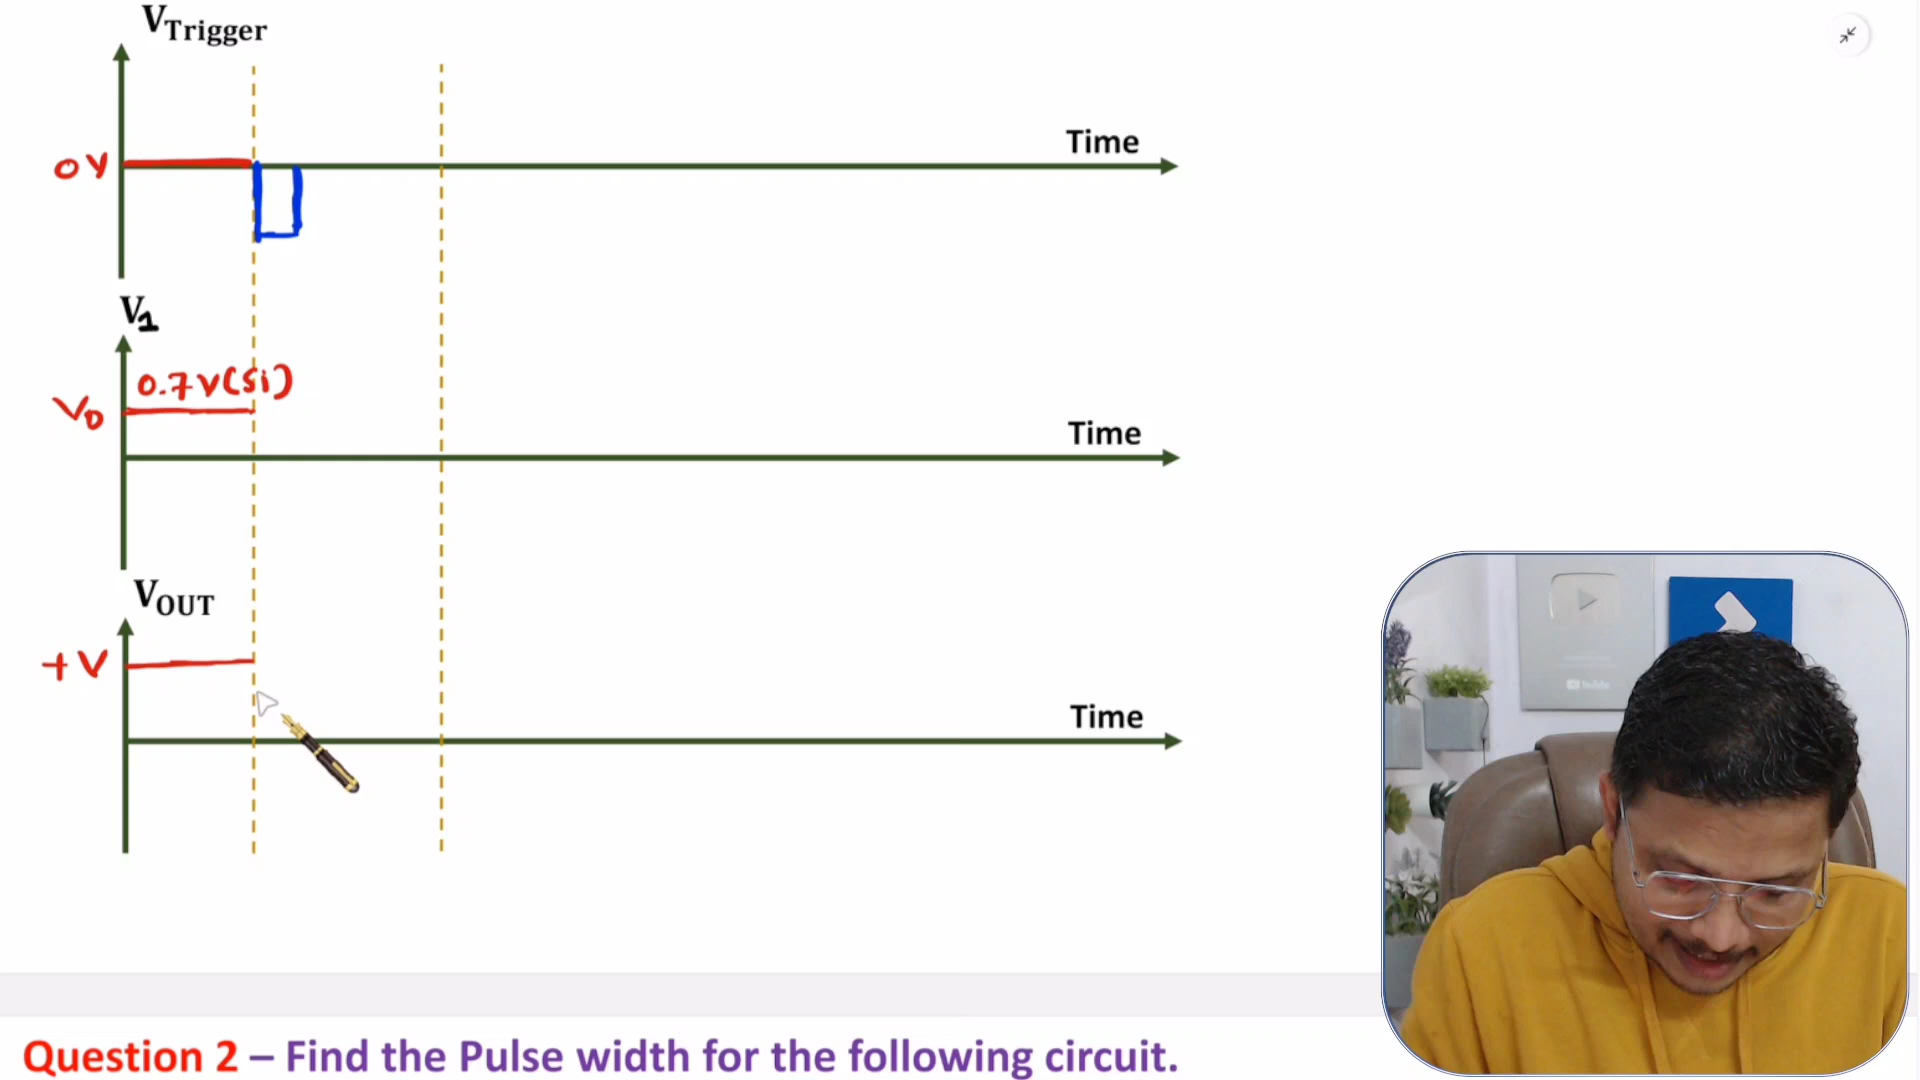 VTrigger
0V
Time
V1
0.7V(Si)
VD
Time
VOUT
+V
Time
Question 2 – Find the Pulse width for the following circuit.